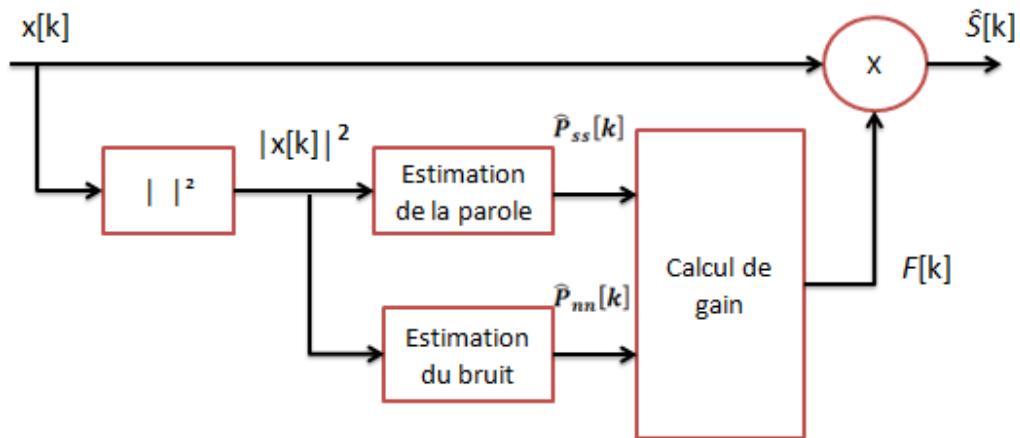 x[k]
Ŝ[k]
X
|x[k]|²
P̂ss[k]
| |²
Estimation
de la parole
Calcul de
gain
F[k]
P̂nn[k]
Estimation
du bruit